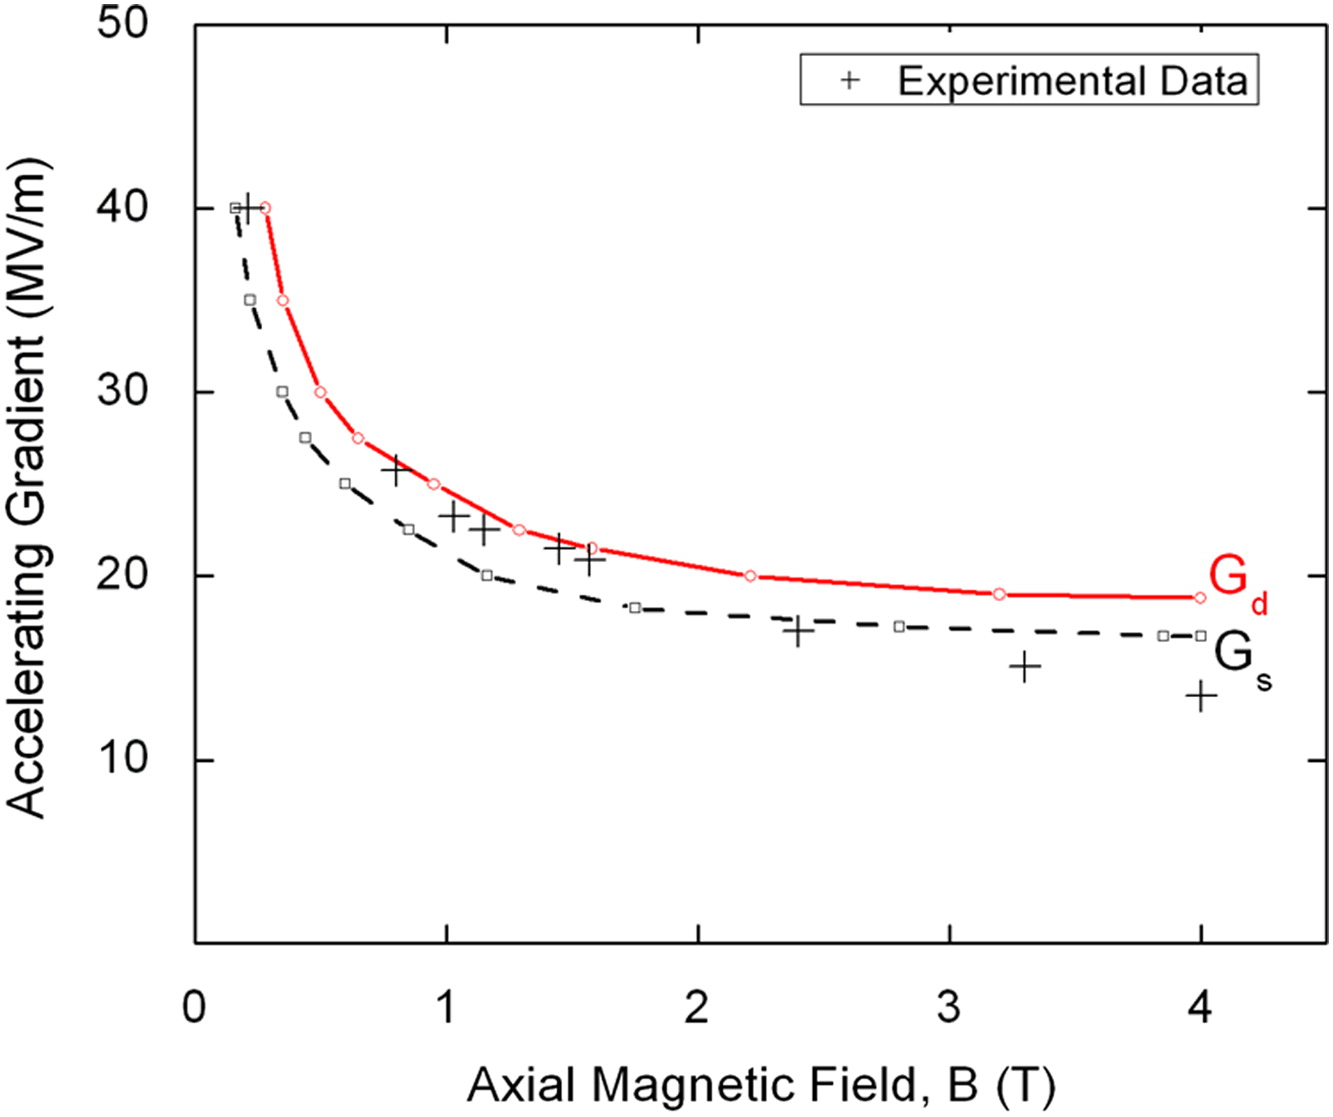 50
40
30
20
10
Accelerating Gradient (MV/m)
+ Experimental Data
Gd
Gs
0 1 2 3 4
Axial Magnetic Field, B (T)